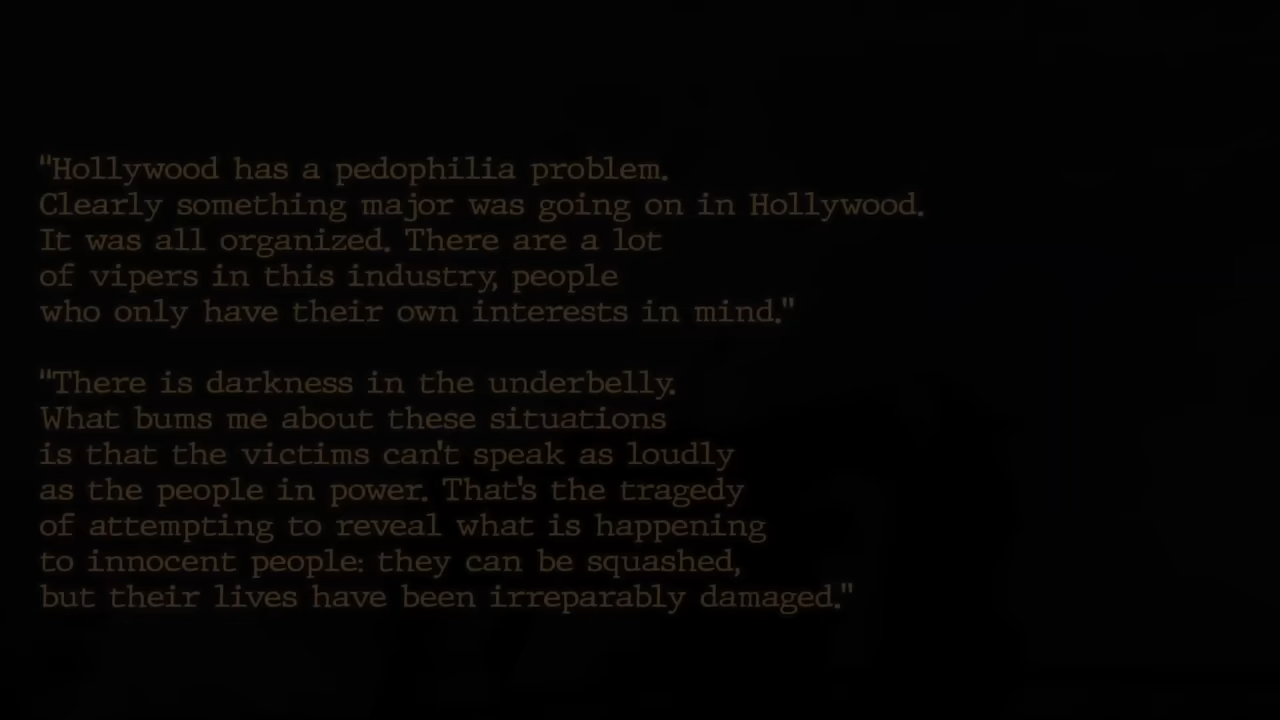 "Hollywood has a pedophilia problem.
Clearly something major was going on in Hollywood.
It was all organized. There are a lot
of vipers in this industry, people
who only have their own interests in mind."
"There is darkness in the underbelly.
What bums me about these situations
is that the victims can't speak as loudly
as the people in power. That's the tragedy
of attempting to reveal what is happening
to innocent people: they can be squashed,
but their lives have been irreparably damaged."